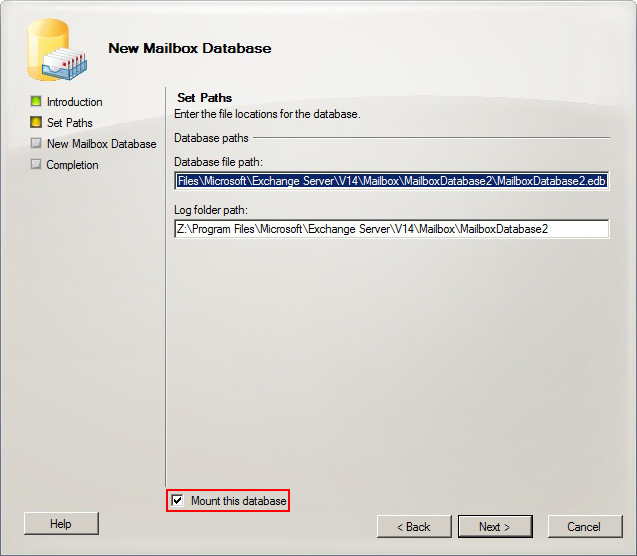 New Mailbox Database
Introduction
Set Paths
New Mailbox Database
Completion
Set Paths
Enter the file locations for the database.
Database paths
Database file path:
Files\Microsoft\Exchange Server\V14\Mailbox\MailboxDatabase2\MailboxDatabase2.edb
Log folder path:
Z:\Program Files\Microsoft\Exchange Server\V14\Mailbox\MailboxDatabase2
Mount this database
Help
< Back
Next >
Cancel